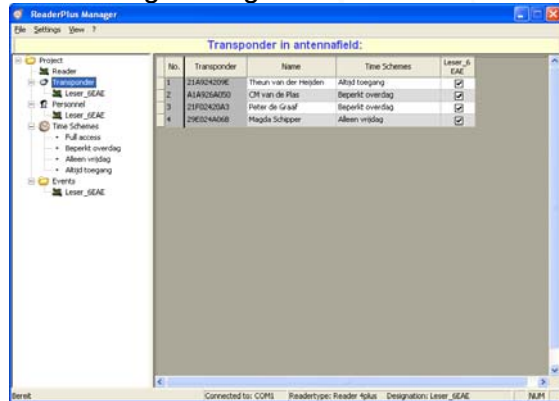 ReaderPlus Manager
File Settings View ?
Transponder in antennafield:
Project
Reader
Transponder
Leser_6EAE
Personnel
Leser_6EAE
Time Schemes
Full access
Beperkt overdag
Alleen vrijdag
Altijd toegang
Events
Leser_6EAE
No. Transponder Name Time Schemes Leser_6
EAE
1 21A924209E Theun van der Heijden Altijd toegang
2 A1A926A050 CM van de Plas Beperkt overdag
3 21F02420A3 Peter de Graaf Beperkt overdag
4 29E024A06B Magda Schipper Alleen vrijdag
Bereit Connected to: COM1 Readertype: Reader 4plus Designation: Leser_6EAE NUM